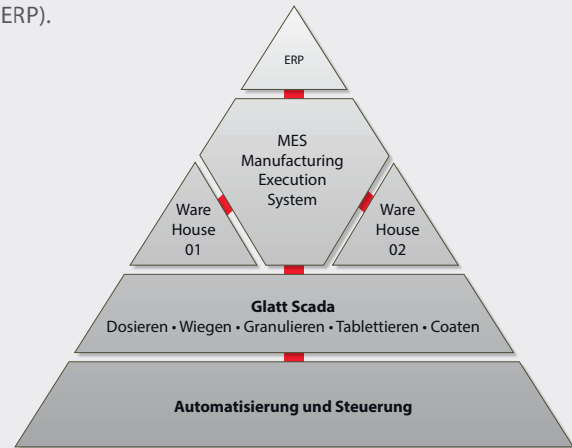 ERP).
ERP
MES
Manufacturing
Execution
System
Ware
House
01
Ware
House
02
Glatt Scada
Dosieren • Wiegen • Granulieren • Tablettieren • Coaten
Automatisierung und Steuerung